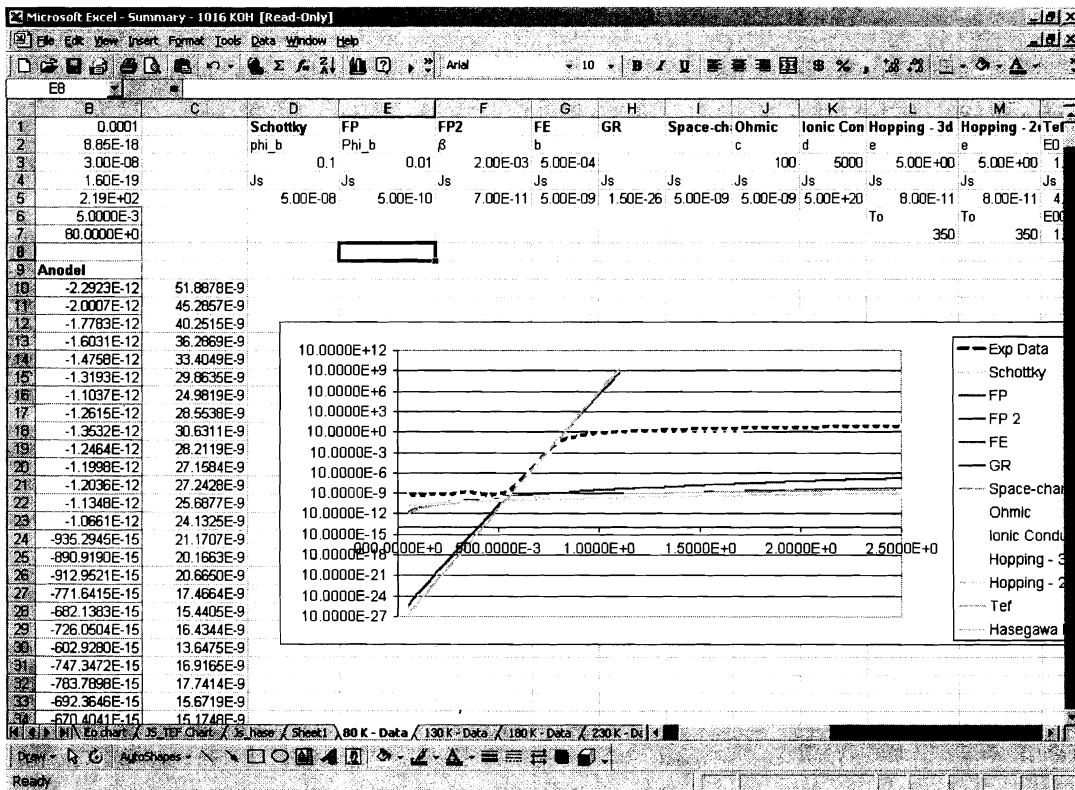 Microsoft Excel - Summary - 1016 KOH [Read-Only]
File Edit View Insert Format Tools Data Window Help
Arial 10 B I U $ % ,
E8 =
B C D E F G H I J K L M
1 0.0001 Schottky FP FP2 FE GR Space-ch Ohmic Ionic Con Hopping - 3d Hopping - 2 Tef
2 8.85E-18 phi_b Phi_b β b c d e e E0
3 3.00E-08 0.1 0.01 2.00E-03 5.00E-04 100 5000 5.00E+00 5.00E+00 1.
4 1.60E-19 Js Js Js Js Js Js Js Js Js Js Js
5 2.19E+02 5.00E-08 5.00E-10 7.00E-11 5.00E-09 1.50E-26 5.00E-09 5.00E-09 5.00E+20 8.00E-11 8.00E-11 4.
6 5.0000E-3 To To E00
7 80.0000E+0 350 350 1.
8
9 AnodeI
10 -2.2923E-12 51.8878E-9
11 -2.0007E-12 45.2857E-9
12 -1.7783E-12 40.2515E-9
13 -1.6031E-12 36.2869E-9
14 -1.4758E-12 33.4049E-9
15 -1.3193E-12 29.8635E-9
16 -1.1037E-12 24.9819E-9
17 -1.2615E-12 28.5538E-9
18 -1.3532E-12 30.6311E-9
19 -1.2464E-12 28.2119E-9
20 -1.1998E-12 27.1584E-9
21 -1.2036E-12 27.2428E-9
22 -1.1348E-12 25.6877E-9
23 -1.0661E-12 24.1325E-9
24 -935.2945E-15 21.1707E-9
25 -890.9190E-15 20.1663E-9
26 -912.9521E-15 20.6650E-9
27 -771.6415E-15 17.4664E-9
28 -682.1383E-15 15.4405E-9
29 -726.0504E-15 16.4344E-9
30 -602.9280E-15 13.6475E-9
31 -747.3472E-15 16.9165E-9
32 -783.7898E-15 17.7414E-9
33 -692.3646E-15 15.6719E-9
34 -670.4041E-15 15.1748E-9
10.0000E+12
10.0000E+9
10.0000E+6
10.0000E+3
10.0000E+0
10.0000E-3
10.0000E-6
10.0000E-9
10.0000E-12
10.0000E-15
10.0000E-18
10.0000E-21
10.0000E-24
10.0000E-27
000.0000E+0 500.0000E-3 1.0000E+0 1.5000E+0 2.0000E+0 2.5000E+0
Exp Data
Schottky
FP
FP 2
FE
GR
Space-char
Ohmic
Ionic Condu
Hopping - 3
Hopping - 2
Tef
Hasegawa
Eo chart / JS_TEF Chart / Js_hase / Sheet1 / 80 K - Data / 130 K - Data / 180 K - Data / 230 K - D
Draw AutoShapes
Ready